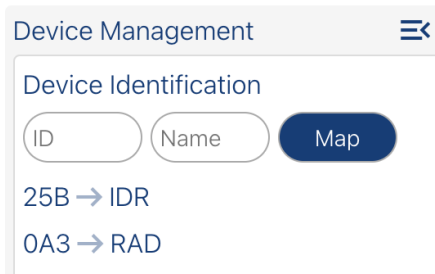 Device Management
Device Identification
ID Name Map
25B → IDR
0A3 → RAD